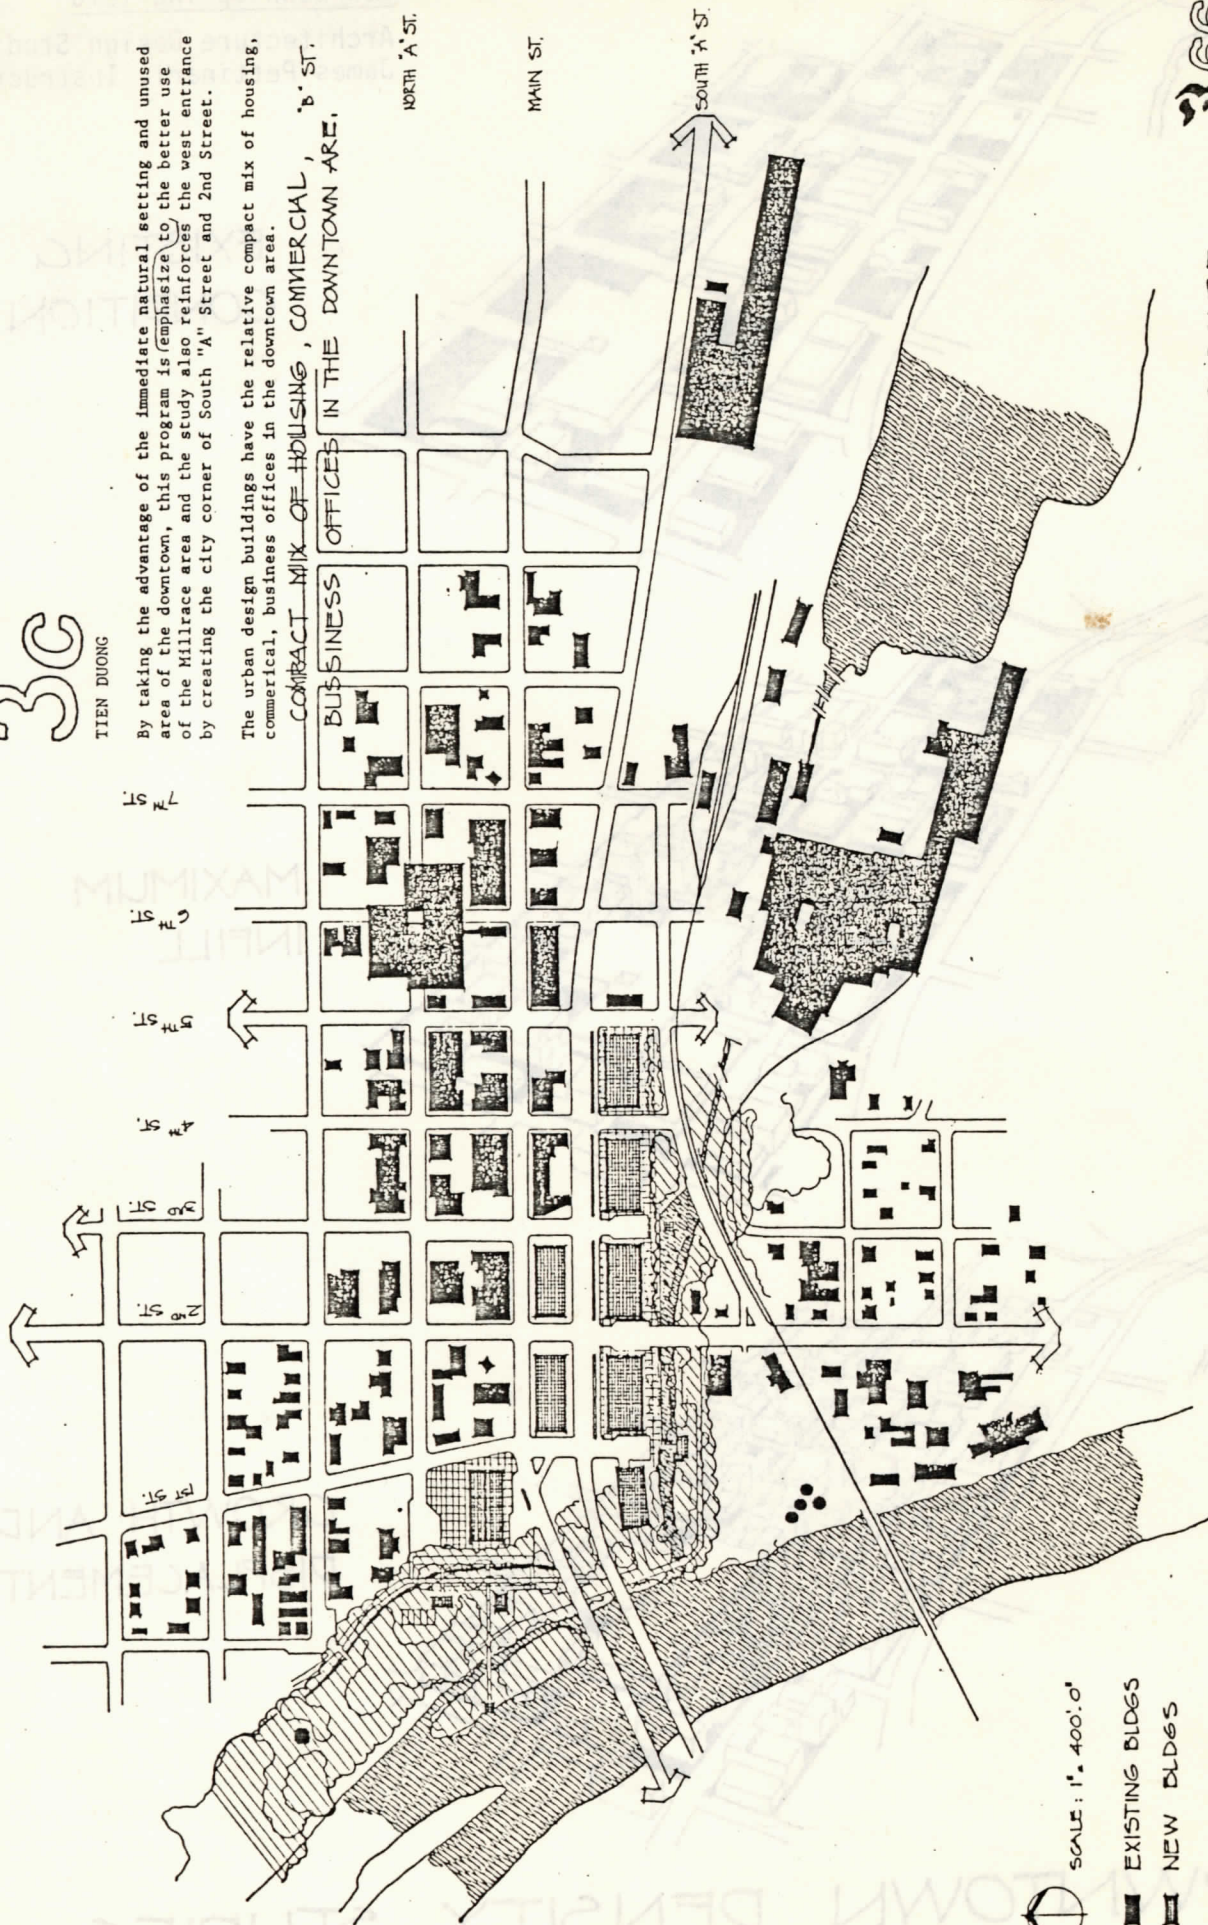 3C
TIEN DUONG
By taking the advantage of the immediate natural setting and unused
area of the downtown, this program is emphasize to the better use
of the Millrace area and the study also reinforces the west entrance
by creating the city corner of South "A" Street and 2nd Street.
The urban design buildings have the relative compact mix of housing,
commerical, business offices in the downtown area.
COMPACT MIX OF HOUSING, COMMERCIAL,
BUSSINESS OFFICES IN THE DOWNTOWN ARE.
"B" ST.
NORTH "A" ST.
MAIN ST.
SOUTH "A" ST.
1ST ST.
2ND ST.
3RD ST.
4TH ST.
5TH ST.
6TH ST.
7TH ST.
SCALE: 1"= 400'.0"
EXISTING BLDGS
NEW BLDGS